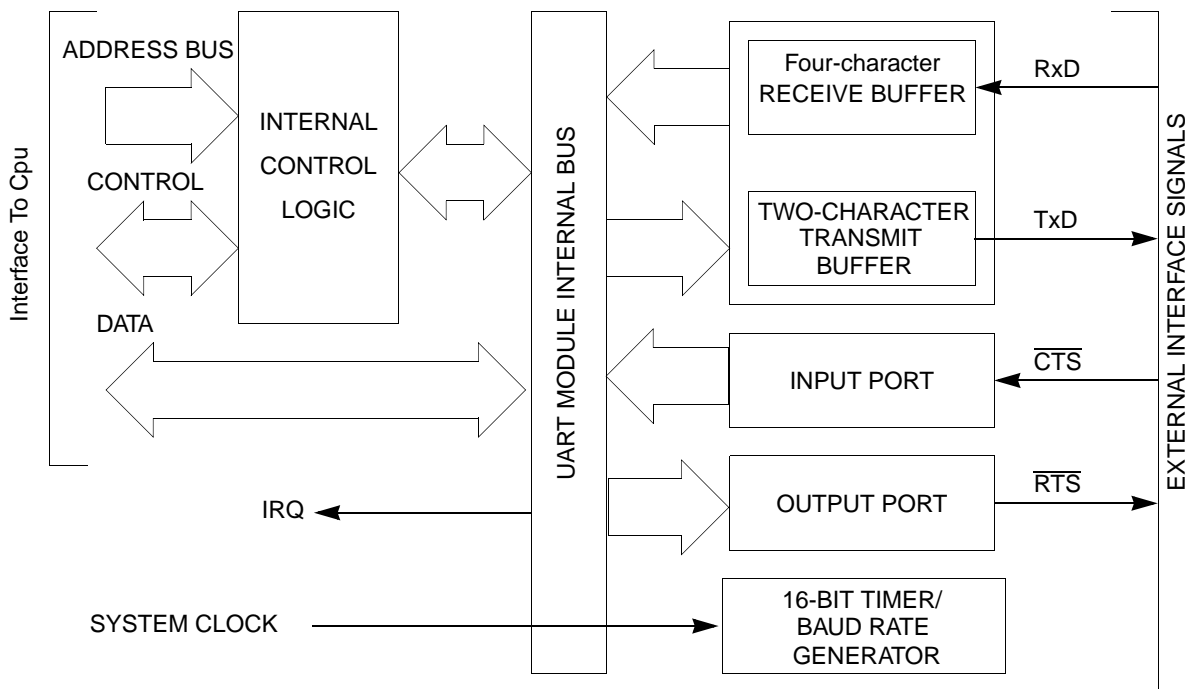 Interface To Cpu
ADDRESS BUS
CONTROL
DATA
INTERNAL
CONTROL
LOGIC
UART MODULE INTERNAL BUS
Four-character
RECEIVE BUFFER
TWO-CHARACTER
TRANSMIT
BUFFER
INPUT PORT
OUTPUT PORT
16-BIT TIMER/
BAUD RATE
GENERATOR
RxD
TxD
CTS
RTS
EXTERNAL INTERFACE SIGNALS
IRQ
SYSTEM CLOCK